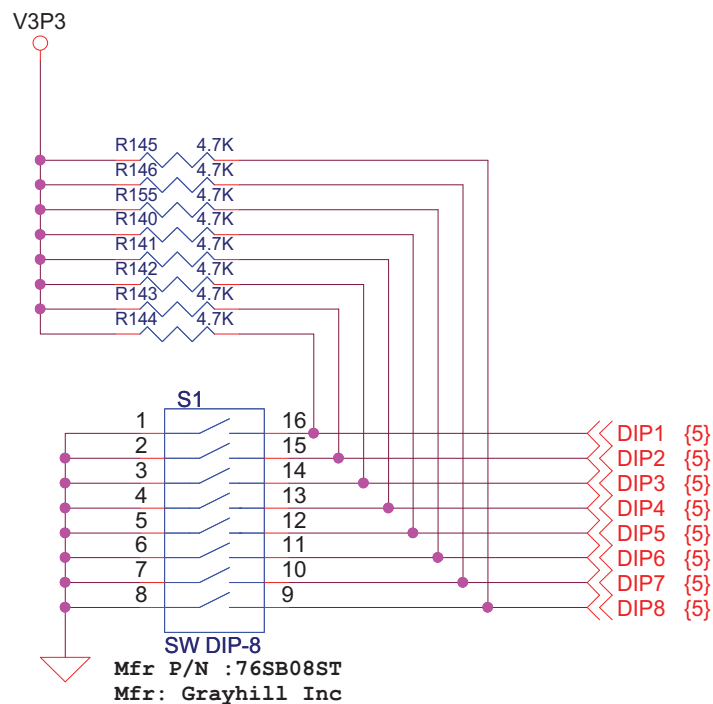 V3P3
R145 4.7K
R146 4.7K
R155 4.7K
R140 4.7K
R141 4.7K
R142 4.7K
R143 4.7K
R144 4.7K
S1
1 16 DIP1 {5}
2 15 DIP2 {5}
3 14 DIP3 {5}
4 13 DIP4 {5}
5 12 DIP5 {5}
6 11 DIP6 {5}
7 10 DIP7 {5}
8 9 DIP8 {5}
SW DIP-8
Mfr P/N :76SB08ST
Mfr: Grayhill Inc